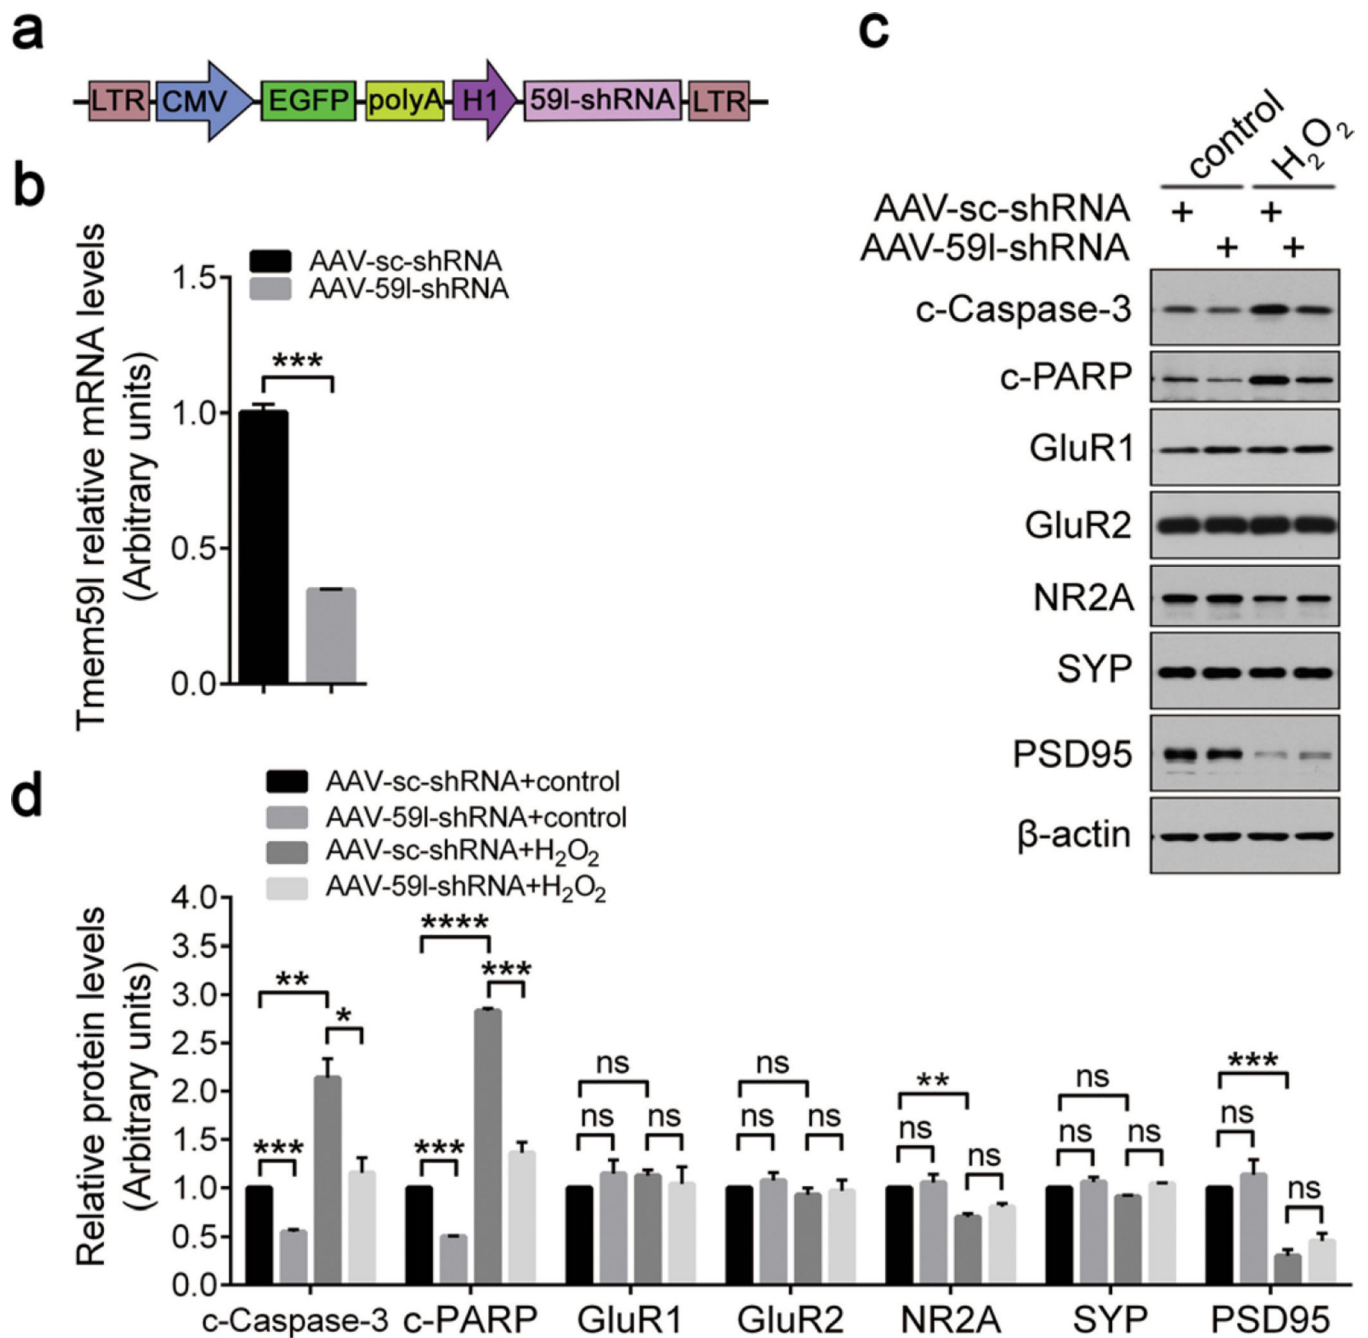 a
LTR CMV EGFP polyA H1 59l-shRNA LTR
b
Tmem59l relative mRNA levels
(Arbitrary units)
AAV-sc-shRNA
AAV-59l-shRNA
1.5
1.0
0.5
0.0
***
c
control H₂O₂
AAV-sc-shRNA + +
AAV-59l-shRNA + +
c-Caspase-3
c-PARP
GluR1
GluR2
NR2A
SYP
PSD95
β-actin
d
AAV-sc-shRNA+control
AAV-59l-shRNA+control
AAV-sc-shRNA+H₂O₂
AAV-59l-shRNA+H₂O₂
Relative protein levels
(Arbitrary units)
4.0
3.5
3.0
2.5
2.0
1.5
1.0
0.5
0.0
*** ** *
*** **** ***
ns ns ns
ns ns ns
ns ** ns
ns ns ns
ns *** ns
c-Caspase-3 c-PARP GluR1 GluR2 NR2A SYP PSD95